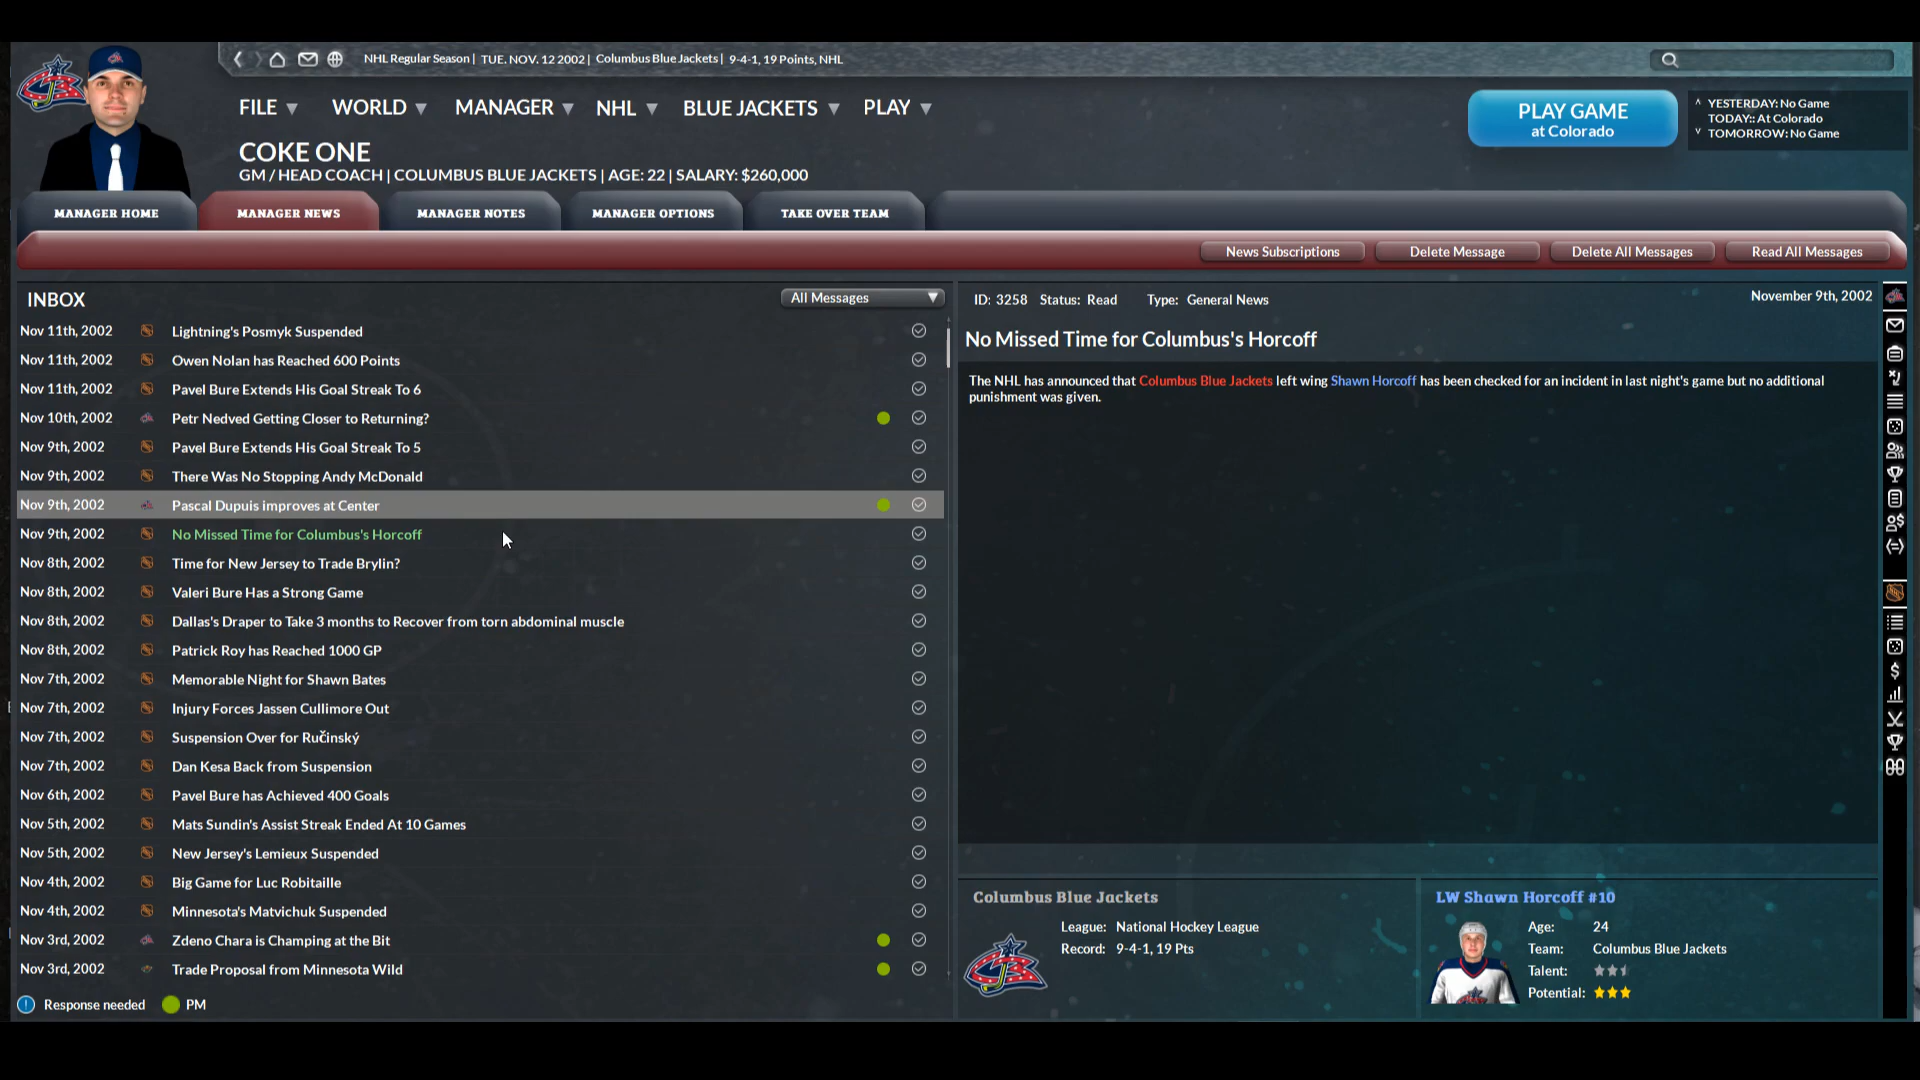 NHL Regular Season | TUE. NOV. 12 2002 | Columbus Blue Jackets | 9-4-1, 19 Points, NHL
FILE WORLD MANAGER NHL BLUE JACKETS PLAY
PLAY GAME
at Colorado
YESTERDAY: No Game
TODAY:: At Colorado
TOMORROW: No Game
COKE ONE
GM / HEAD COACH | COLUMBUS BLUE JACKETS | AGE: 22 | SALARY: $260,000
MANAGER HOME MANAGER NEWS MANAGER NOTES MANAGER OPTIONS TAKE OVER TEAM
News Subscriptions Delete Message Delete All Messages Read All Messages
INBOX All Messages
Nov 11th, 2002 Lightning's Posmyk Suspended
Nov 11th, 2002 Owen Nolan has Reached 600 Points
Nov 11th, 2002 Pavel Bure Extends His Goal Streak To 6
Nov 10th, 2002 Petr Nedved Getting Closer to Returning?
Nov 9th, 2002 Pavel Bure Extends His Goal Streak To 5
Nov 9th, 2002 There Was No Stopping Andy McDonald
Nov 9th, 2002 Pascal Dupuis improves at Center
Nov 9th, 2002 No Missed Time for Columbus's Horcoff
Nov 8th, 2002 Time for New Jersey to Trade Brylin?
Nov 8th, 2002 Valeri Bure Has a Strong Game
Nov 8th, 2002 Dallas's Draper to Take 3 months to Recover from torn abdominal muscle
Nov 8th, 2002 Patrick Roy has Reached 1000 GP
Nov 7th, 2002 Memorable Night for Shawn Bates
Nov 7th, 2002 Injury Forces Jassen Cullimore Out
Nov 7th, 2002 Suspension Over for Ručinský
Nov 7th, 2002 Dan Kesa Back from Suspension
Nov 6th, 2002 Pavel Bure has Achieved 400 Goals
Nov 5th, 2002 Mats Sundin's Assist Streak Ended At 10 Games
Nov 5th, 2002 New Jersey's Lemieux Suspended
Nov 4th, 2002 Big Game for Luc Robitaille
Nov 4th, 2002 Minnesota's Matvichuk Suspended
Nov 3rd, 2002 Zdeno Chara is Champing at the Bit
Nov 3rd, 2002 Trade Proposal from Minnesota Wild
Response needed PM
ID: 3258 Status: Read Type: General News November 9th, 2002
No Missed Time for Columbus's Horcoff
The NHL has announced that Columbus Blue Jackets left wing Shawn Horcoff has been checked for an incident in last night's game but no additional
punishment was given.
Columbus Blue Jackets
League: National Hockey League
Record: 9-4-1, 19 Pts
LW Shawn Horcoff #10
Age: 24
Team: Columbus Blue Jackets
Talent:
Potential: